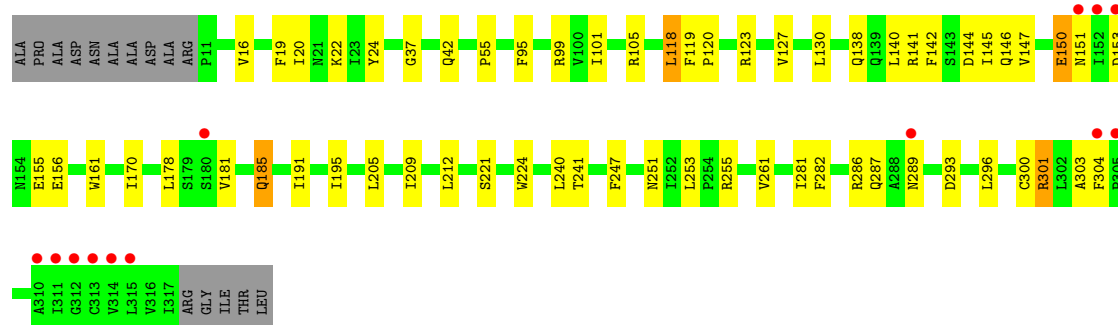 ALA PRO ALA ASP ASN ALA ALA ASP ALA ARG P11 V16 F19 I20 N21 K22 I23 Y24 G37 Q42 P55 F95 R99 V100 I101 R105 L118 F119 P120 R123 V127 L130 Q138 Q139 L140 R141 F142 S143 D144 I145 Q146 V147 E150 N151 I152 D153
N154 E155 E156 W161 I170 L178 S179 S180 V181 Q185 I191 I195 L205 I209 L212 S221 W224 L240 T241 F247 N251 I252 L253 P254 R255 V261 I281 F282 R286 Q287 A288 N289 D293 L296 C300 R301 L302 A303 F304
A310 I311 G312 C313 V314 L315 V316 I317 ARG GLY ILE THR LEU